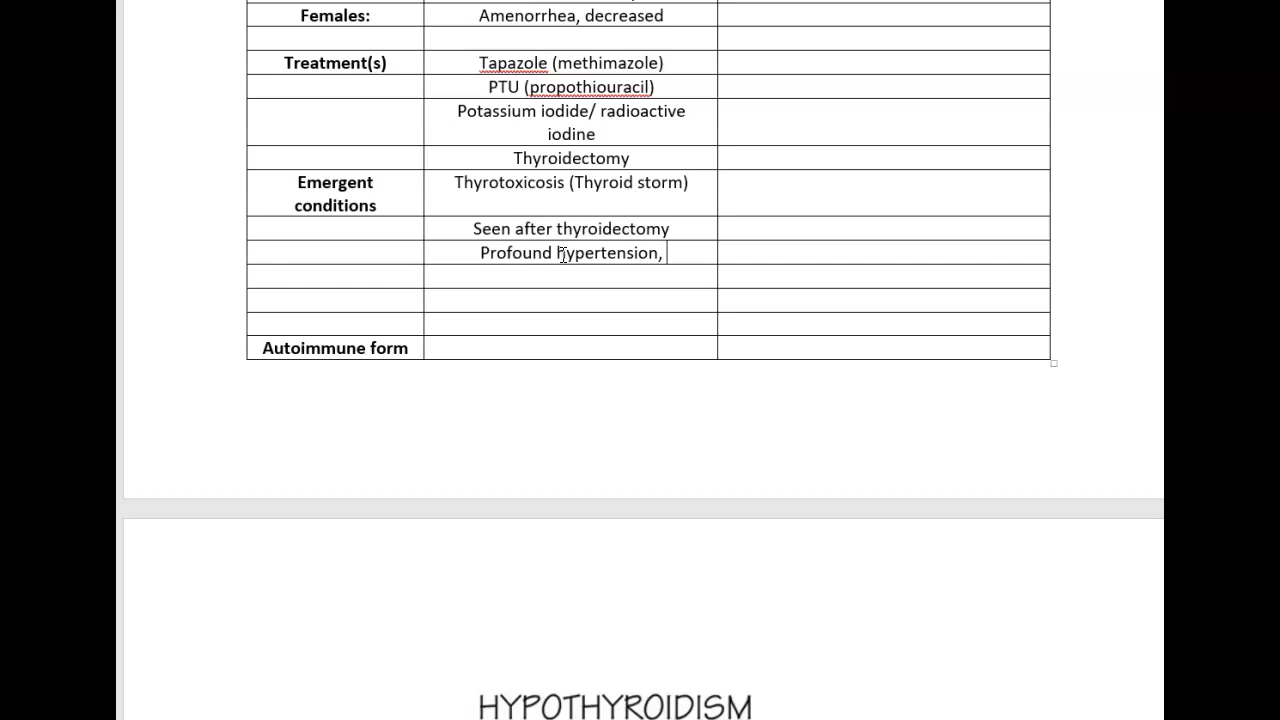 Females:
Amenorrhea, decreased
Treatment(s)
Tapazole (methimazole)
PTU (propothiouracil)
Potassium iodide/ radioactive
iodine
Thyroidectomy
Emergent
conditions
Thyrotoxicosis (Thyroid storm)
Seen after thyroidectomy
Profound hypertension,
Autoimmune form
HYPOTHYROIDISM